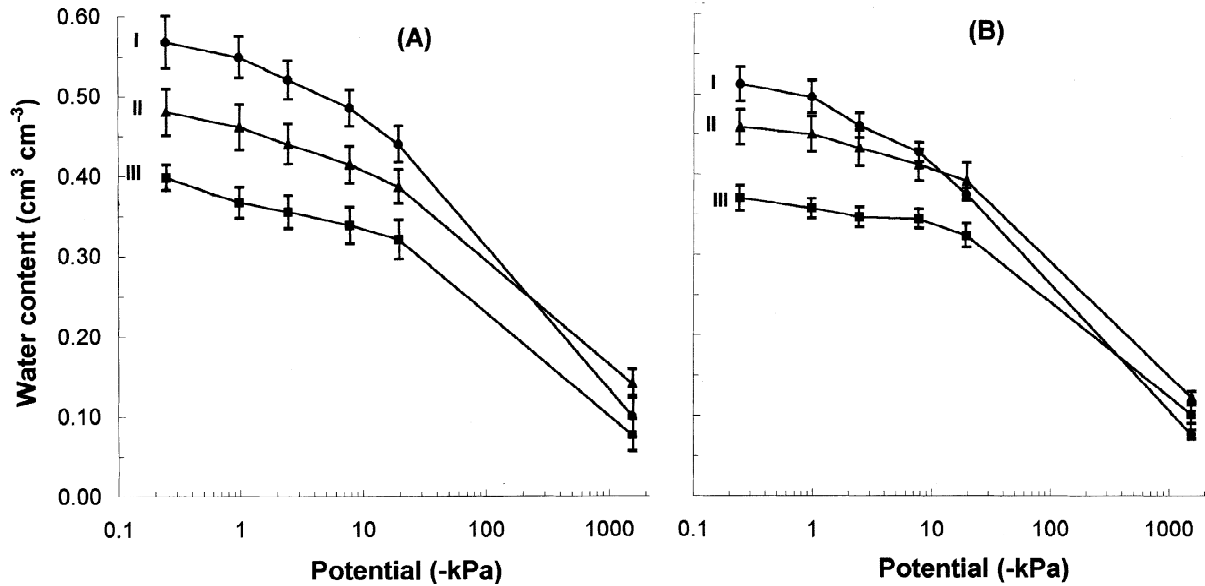 0.60
0.50
0.40
0.30
0.20
0.10
0.00
Water content (cm³ cm⁻³)
I
II
III
(A)
0.1 1 10 100 1000
Potential (-kPa)
I
II
III
(B)
0.1 1 10 100 1000
Potential (-kPa)